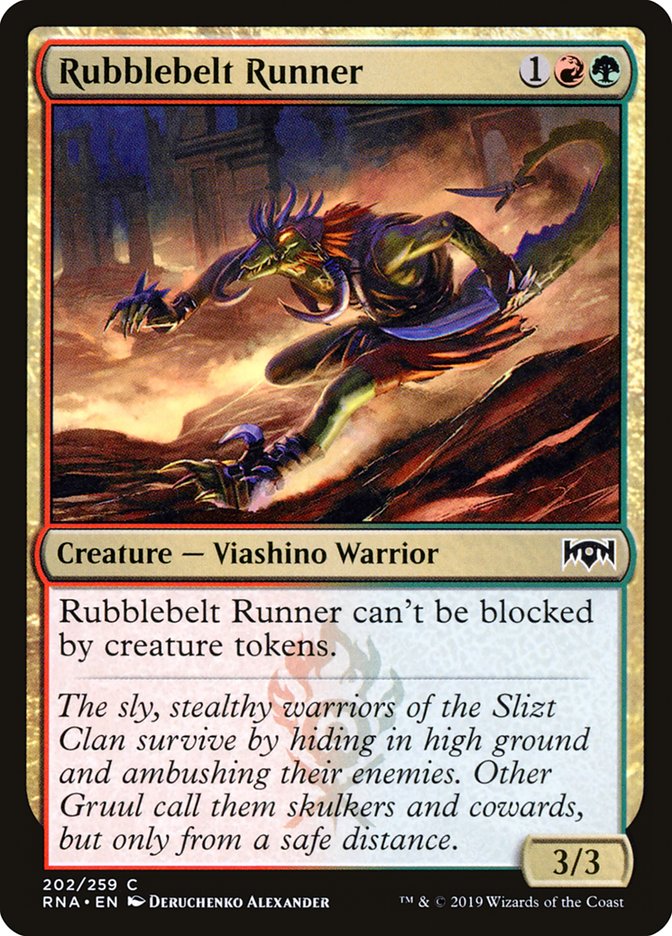 Rubblebelt Runner 1
Creature — Viashino Warrior
Rubblebelt Runner can't be blocked
by creature tokens.
The sly, stealthy warriors of the Slizt
Clan survive by hiding in high ground
and ambushing their enemies. Other
Gruul call them skulkers and cowards,
but only from a safe distance.
3/3
202/259 C
RNA • EN Deruchenko Alexander
™ & © 2019 Wizards of the Coast